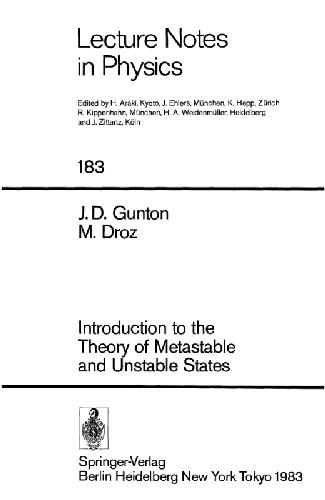 Lecture Notes
in Physics
Edited by H. Araki, Kyoto, J. Ehlers, München, K. Hepp, Zürich
R. Kippenhahn, München, H. A. Weidenmüller, Heidelberg
and J. Zittartz, Köln
183
J. D. Gunton
M. Droz
Introduction to the
Theory of Metastable
and Unstable States
Springer-Verlag
Berlin Heidelberg New York Tokyo 1983